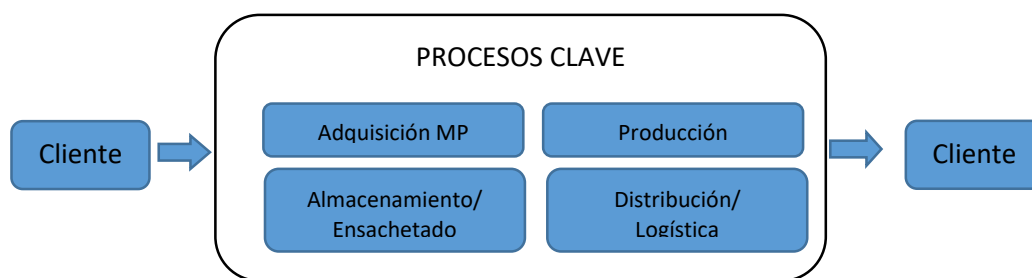 PROCESOS CLAVE
Cliente
Adquisición MP
Producción
Cliente
Almacenamiento/
Ensachetado
Distribución/
Logística